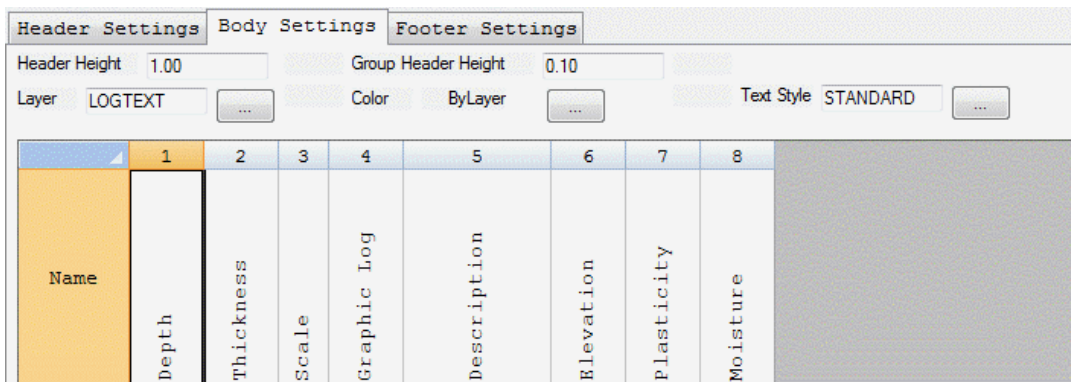 Header Settings Body Settings Footer Settings
Header Height 1.00 Group Header Height 0.10
Layer LOGTEXT ... Color ByLayer ... Text Style STANDARD ...
1 2 3 4 5 6 7 8
Name Depth Thickness Scale Graphic Log Description Elevation Plasticity Moisture